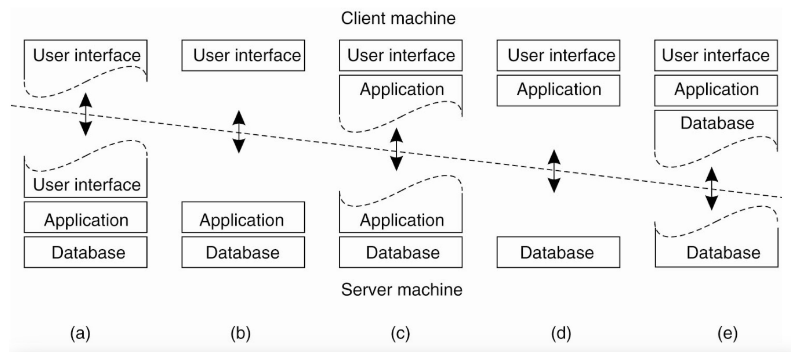 Client machine
User interface User interface User interface User interface User interface
Application Application Application
Database
User interface
Application Application Application
Database Database Database Database Database
Server machine
(a) (b) (c) (d) (e)